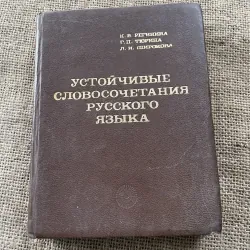 К. В. РЕГИНИНА
Г. П. ТЮРИНА
Л. И. ШИРОКОВА
УСТОЙЧИВЫЕ
СЛОВОСОЧЕТАНИЯ
РУССКОГО
ЯЗЫКА